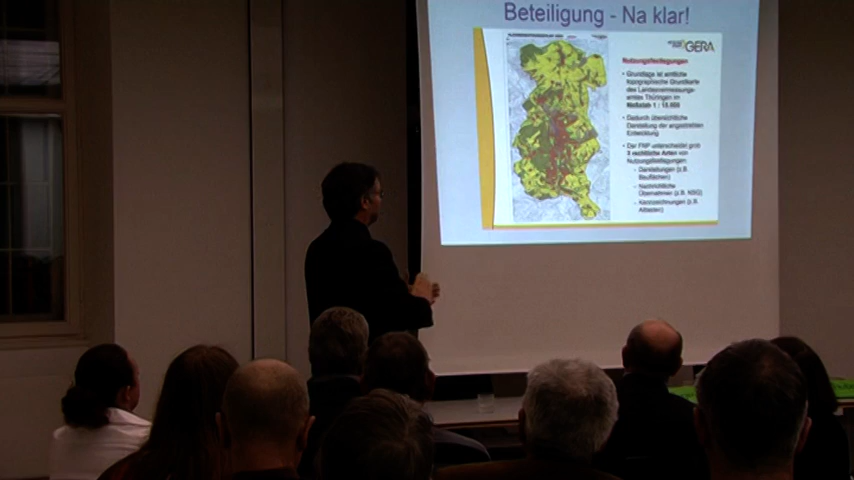 Beteiligung - Na klar!
GERA
Nutzungsfestlegungen
• Grundlage ist amtliche
topographische Grundkarte
des Landesvermessungs-
amtes Thüringen im
Maßstab 1 : 10.000
• Dadurch übersichtliche
Darstellung der angestrebten
Entwicklung
• Der FNP unterscheidet grob
3 rechtliche Arten von
Nutzungsfestlegungen:
- Darstellungen (z.B.
Bauflächen)
- Nachrichtliche
Übernahmen (z.B. NSG)
- Kennzeichnungen (z.B.
Altlasten)